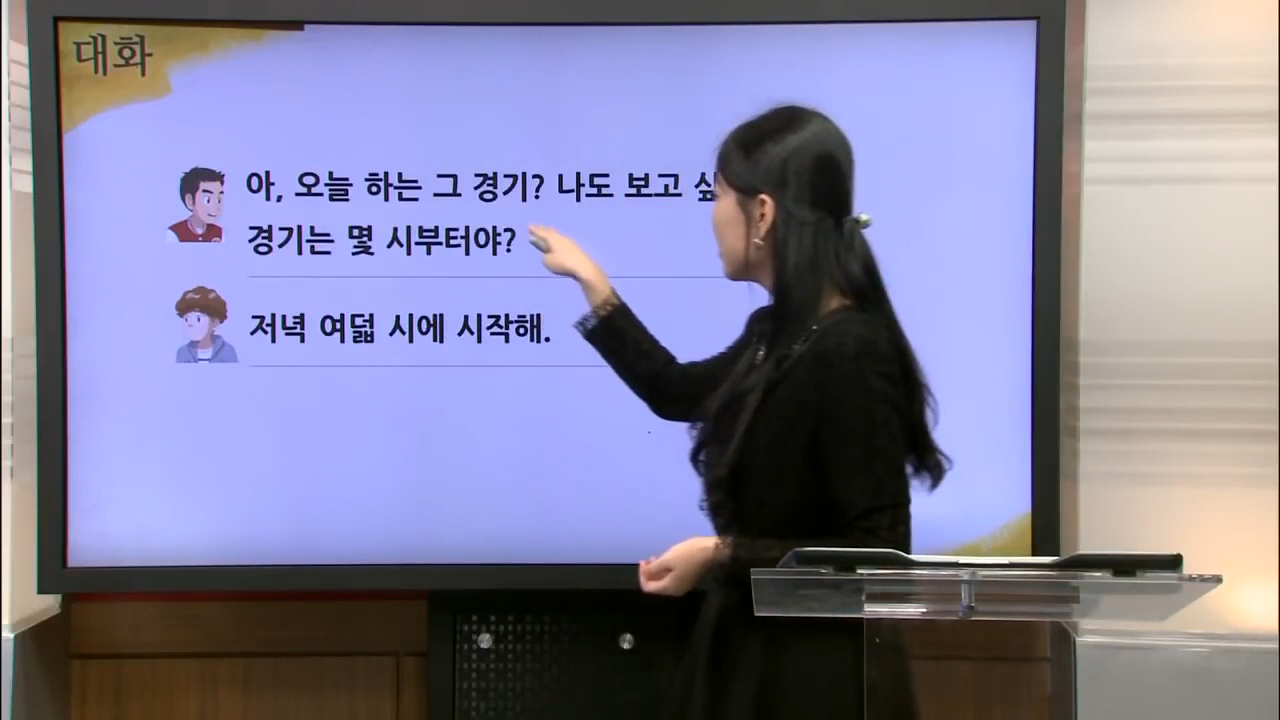 대화
아, 오늘 하는 그 경기? 나도 보고
경기는 몇 시부터야?
저녁 여덟 시에 시작해.